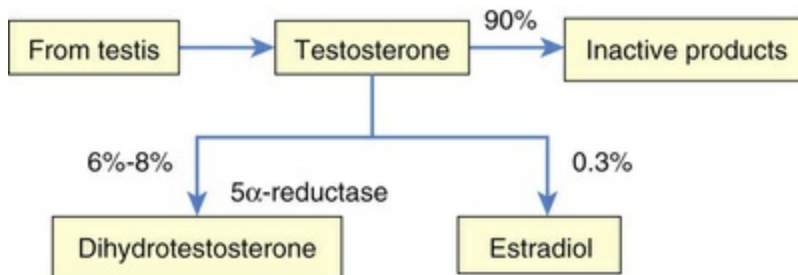 90%
From testis
Testosterone
Inactive products
6%-8%
0.3%
5α-reductase
Dihydrotestosterone
Estradiol